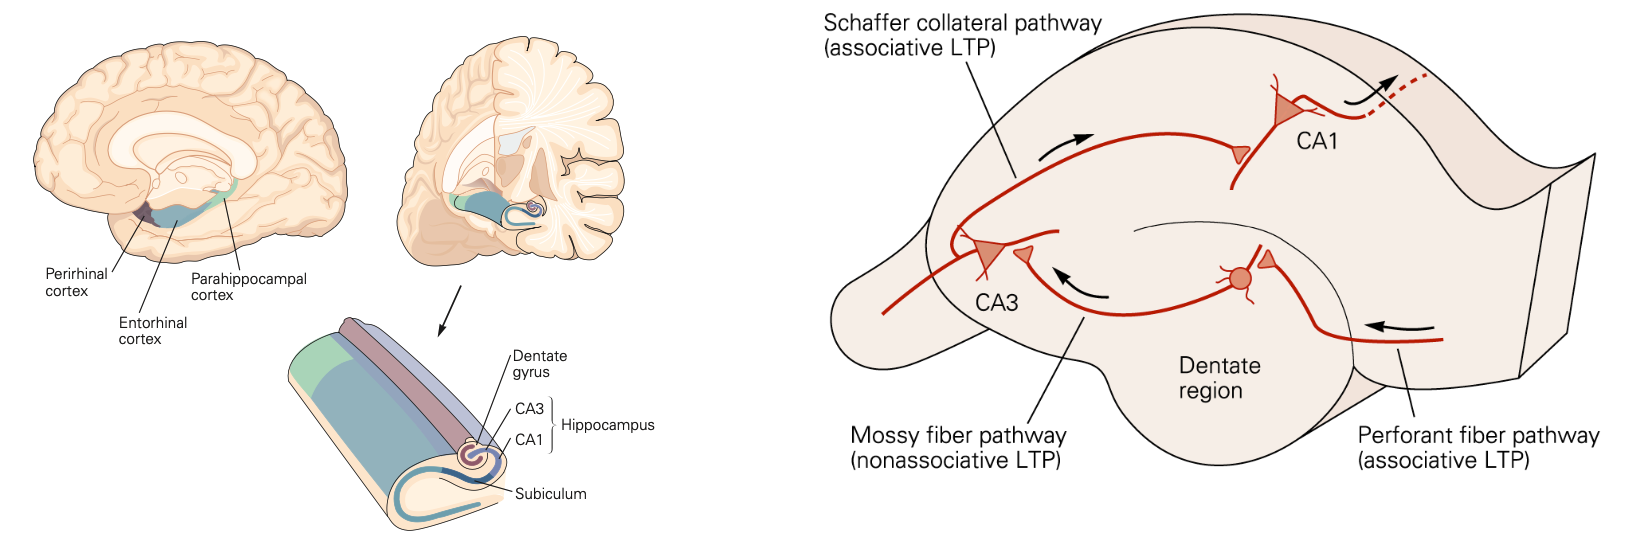 Perirhinal
cortex
Parahippocampal
cortex
Entorhinal
cortex
Dentate
gyrus
CA3
CA1
Hippocampus
Subiculum
Schaffer collateral pathway
(associative LTP)
CA1
CA3
Dentate
region
Mossy fiber pathway
(nonassociative LTP)
Perforant fiber pathway
(associative LTP)